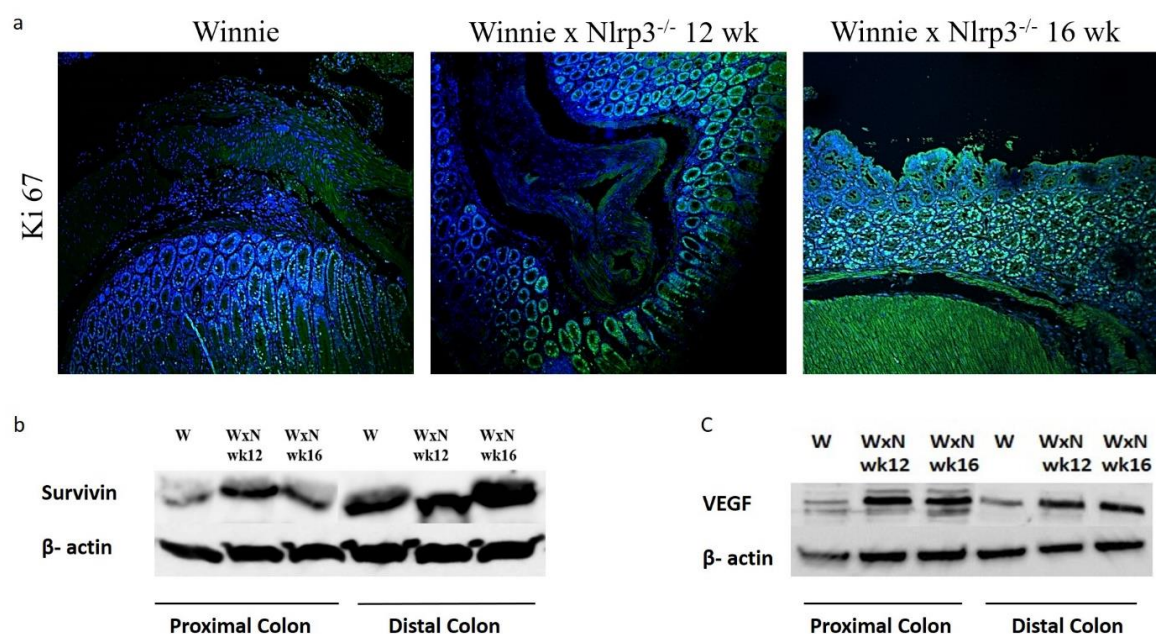 a
Winnie
Winnie x Nlrp3-/- 12 wk
Winnie x Nlrp3-/- 16 wk
Ki 67
b
W
WxN
wk12
WxN
wk16
W
WxN
wk12
WxN
wk16
Survivin
β- actin
Proximal Colon
Distal Colon
C
W
WxN
wk12
WxN
wk16
W
WxN
wk12
WxN
wk16
VEGF
β- actin
Proximal Colon
Distal Colon